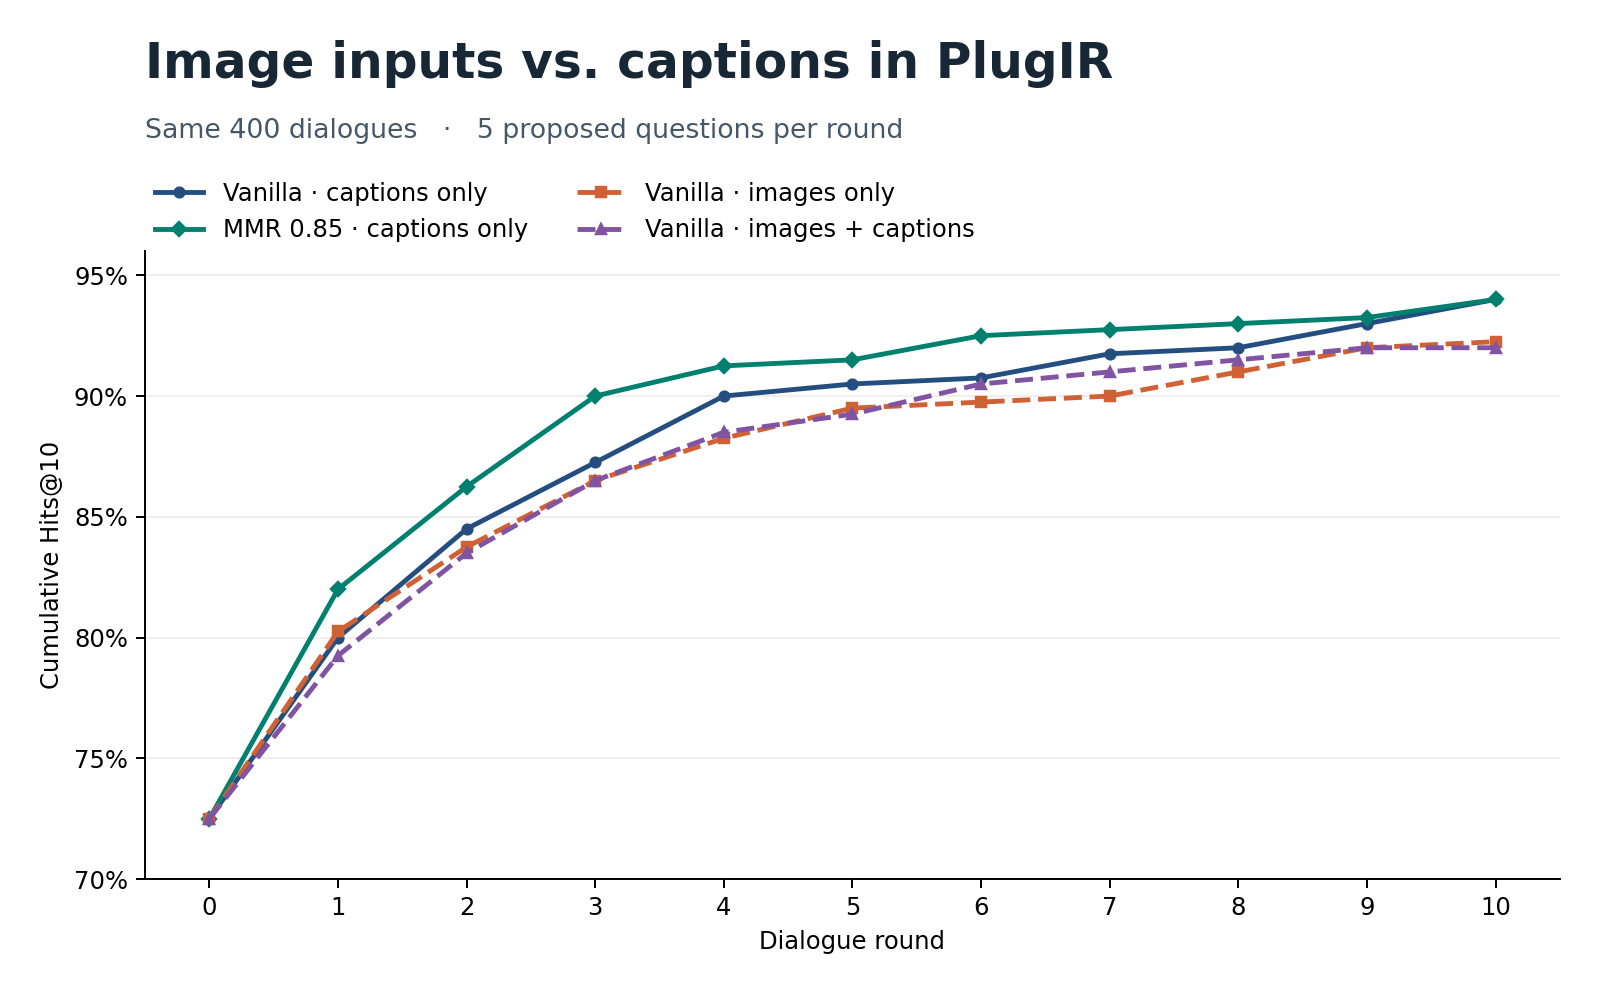 Image inputs vs. captions in PlugIR
Same 400 dialogues · 5 proposed questions per round
Vanilla · captions only
MMR 0.85 · captions only
Vanilla · images only
Vanilla · images + captions
Cumulative Hits@10
95%
90%
85%
80%
75%
70%
0 1 2 3 4 5 6 7 8 9 10
Dialogue round